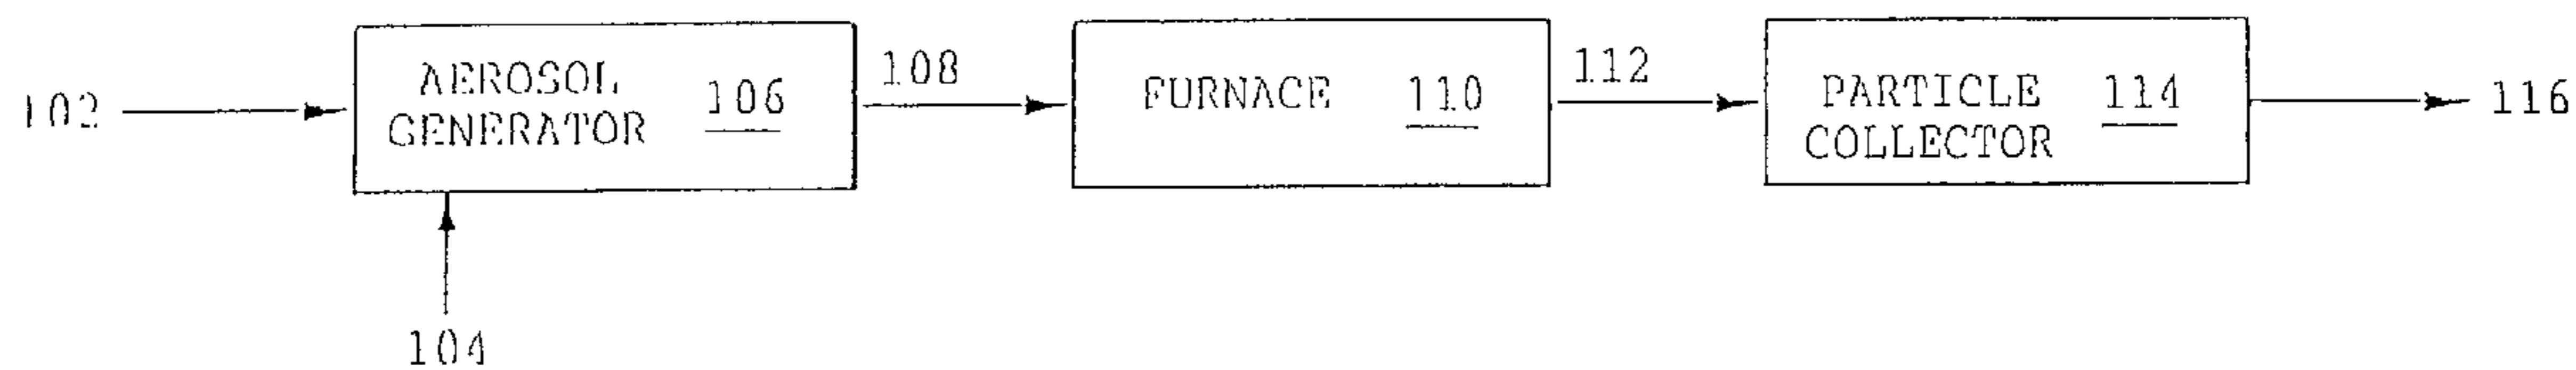 102
AEROSOL
GENERATOR
106
108
FURNACE
110
112
PARTICLE
COLLECTOR
114
116
104